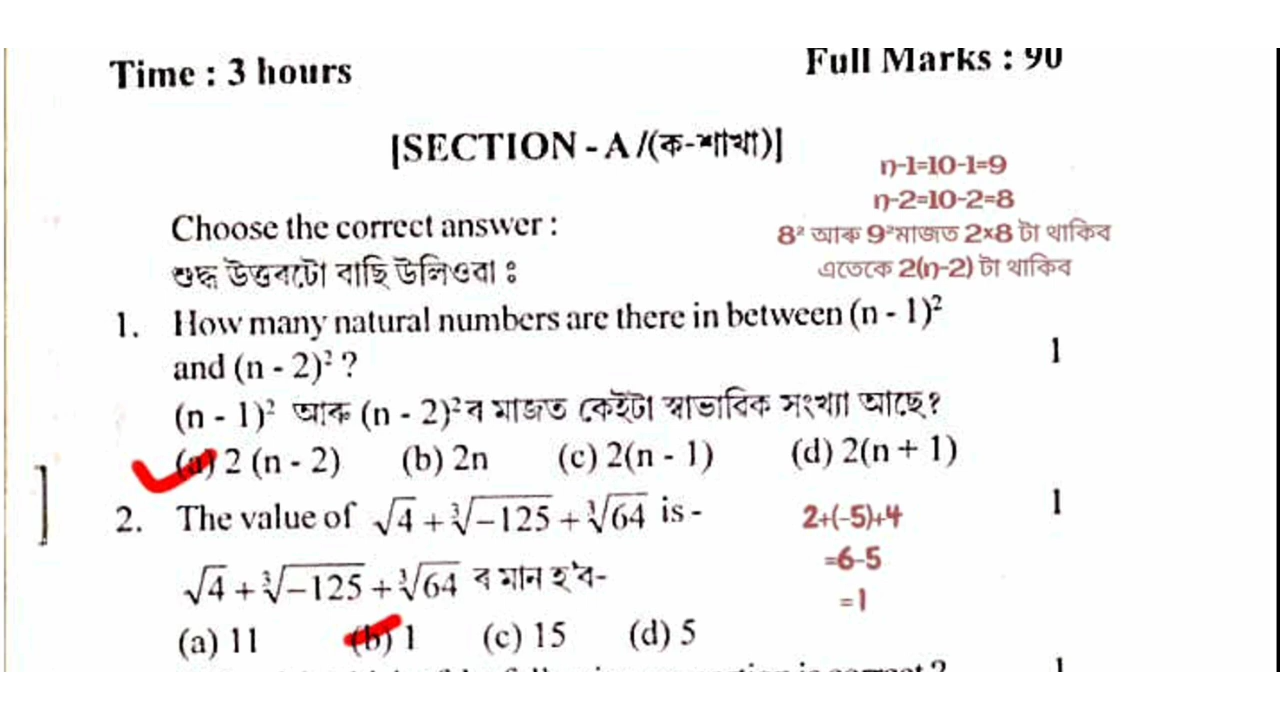 Time : 3 hours
Full Marks : 90
[SECTION - A /(ক-শাখা)]
n-1=10-1=9
n-2=10-2=8
8² আৰু 9²মাজত 2×8 টা থাকিব
এতেকে 2(n-2) টা থাকিব
Choose the correct answer :
শুদ্ধ উত্তৰটো বাছি উলিওৱা ঃ
1. How many natural numbers are there in between (n - 1)² and (n - 2)² ? 1
(n - 1)² আৰু (n - 2)²ৰ মাজত কেইটা স্বাভাৱিক সংখ্যা আছে?
(a) 2 (n - 2) (b) 2n (c) 2(n - 1) (d) 2(n + 1)
2. The value of √4 + ∛−125 + ∛64 is - 1
√4 + ∛−125 + ∛64 ৰ মান হ'ব-
2+(-5)+4
=6-5
=1
(a) 11 (b) 1 (c) 15 (d) 5